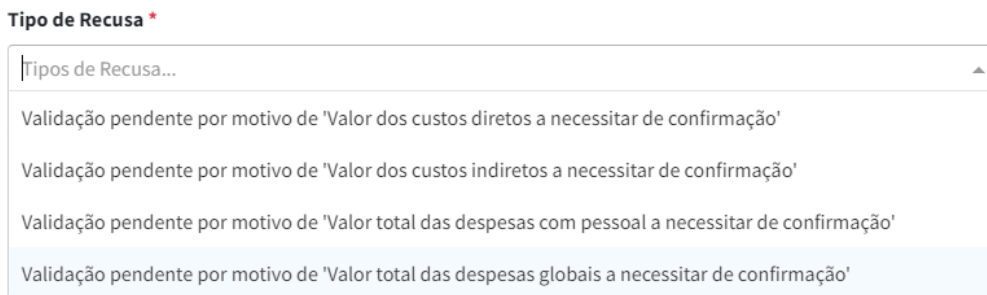 Tipo de Recusa *
Tipos de Recusa...
Validação pendente por motivo de 'Valor dos custos diretos a necessitar de confirmação'
Validação pendente por motivo de 'Valor dos custos indiretos a necessitar de confirmação'
Validação pendente por motivo de 'Valor total das despesas com pessoal a necessitar de confirmação'
Validação pendente por motivo de 'Valor total das despesas globais a necessitar de confirmação'